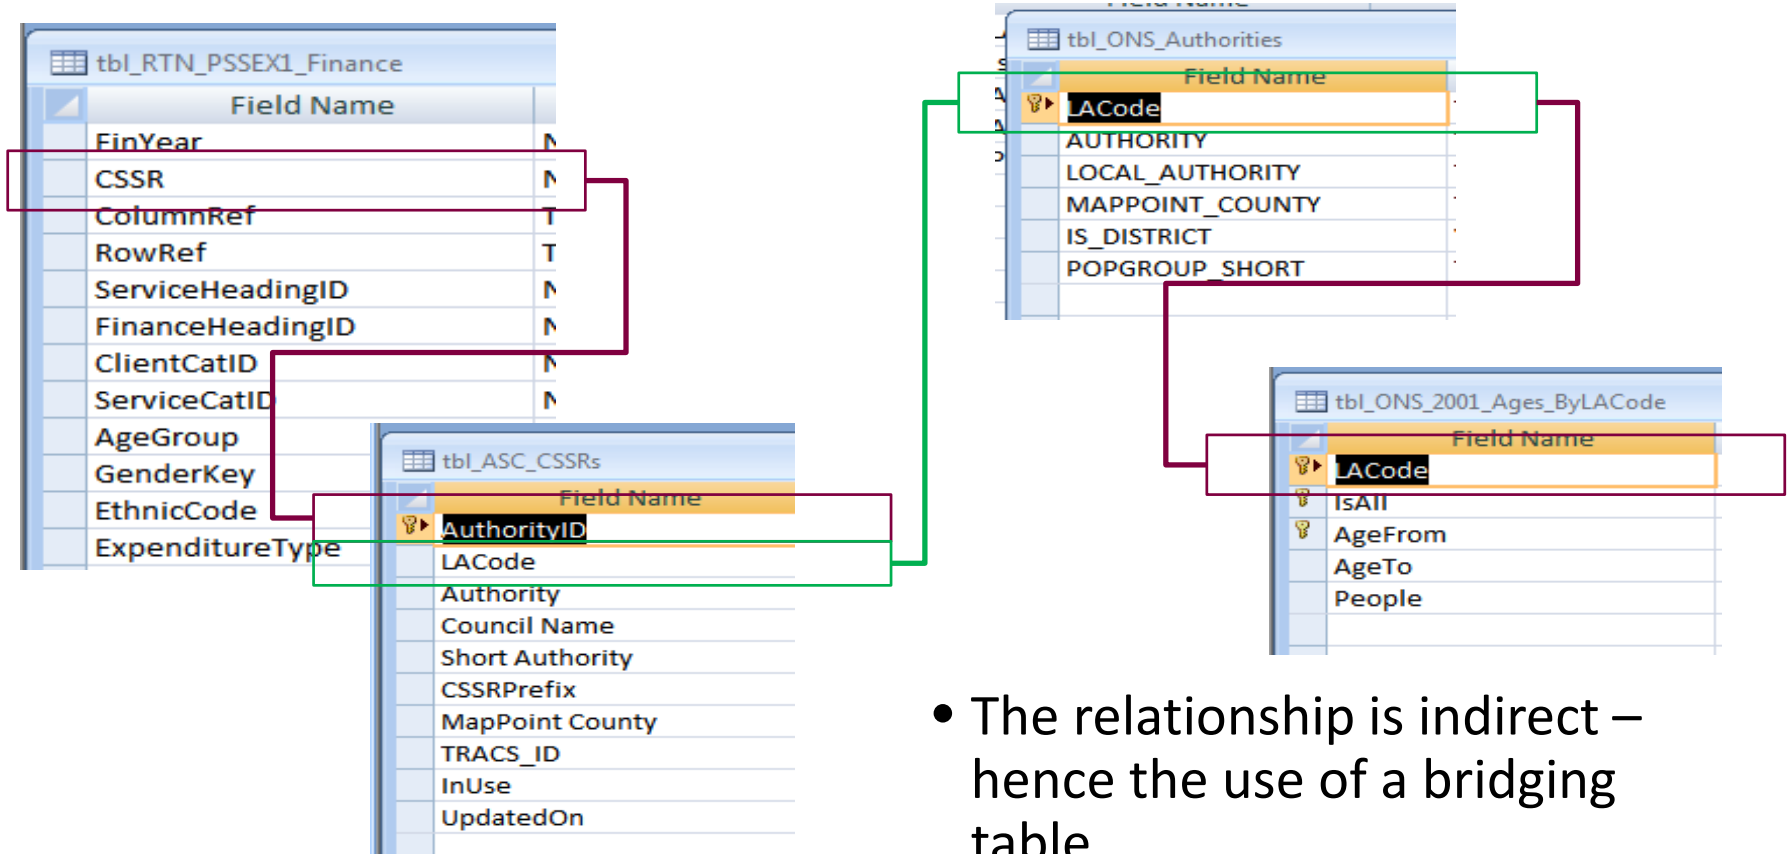 tbl_RTN_PSSEX1_Finance
Field Name
FinYear N
CSSR N
ColumnRef T
RowRef T
ServiceHeadingID N
FinanceHeadingID N
ClientCatID N
ServiceCatID N
AgeGroup
GenderKey
EthnicCode
ExpenditureType
tbl_ASC_CSSRs
Field Name
AuthorityID
LACode
Authority
Council Name
Short Authority
CSSRPrefix
MapPoint County
TRACS_ID
InUse
UpdatedOn
Field Name
tbl_ONS_Authorities
Field Name
LACode
AUTHORITY
LOCAL_AUTHORITY
MAPPOINT_COUNTY
IS_DISTRICT
POPGROUP_SHORT
tbl_ONS_2001_Ages_ByLACode
Field Name
LACode
IsAll
AgeFrom
AgeTo
People
• The relationship is indirect –
hence the use of a bridging
table